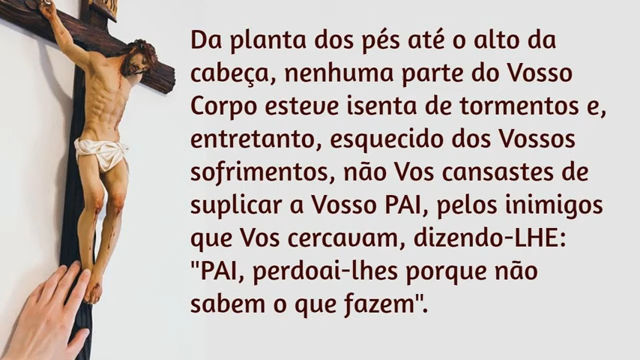 Da planta dos pés até o alto da
cabeça, nenhuma parte do Vosso
Corpo esteve isenta de tormentos e,
entretanto, esquecido dos Vossos
sofrimentos, não Vos cansastes de
suplicar a Vosso PAI, pelos inimigos
que Vos cercavam, dizendo-LHE:
"PAI, perdoai-lhes porque não
sabem o que fazem".